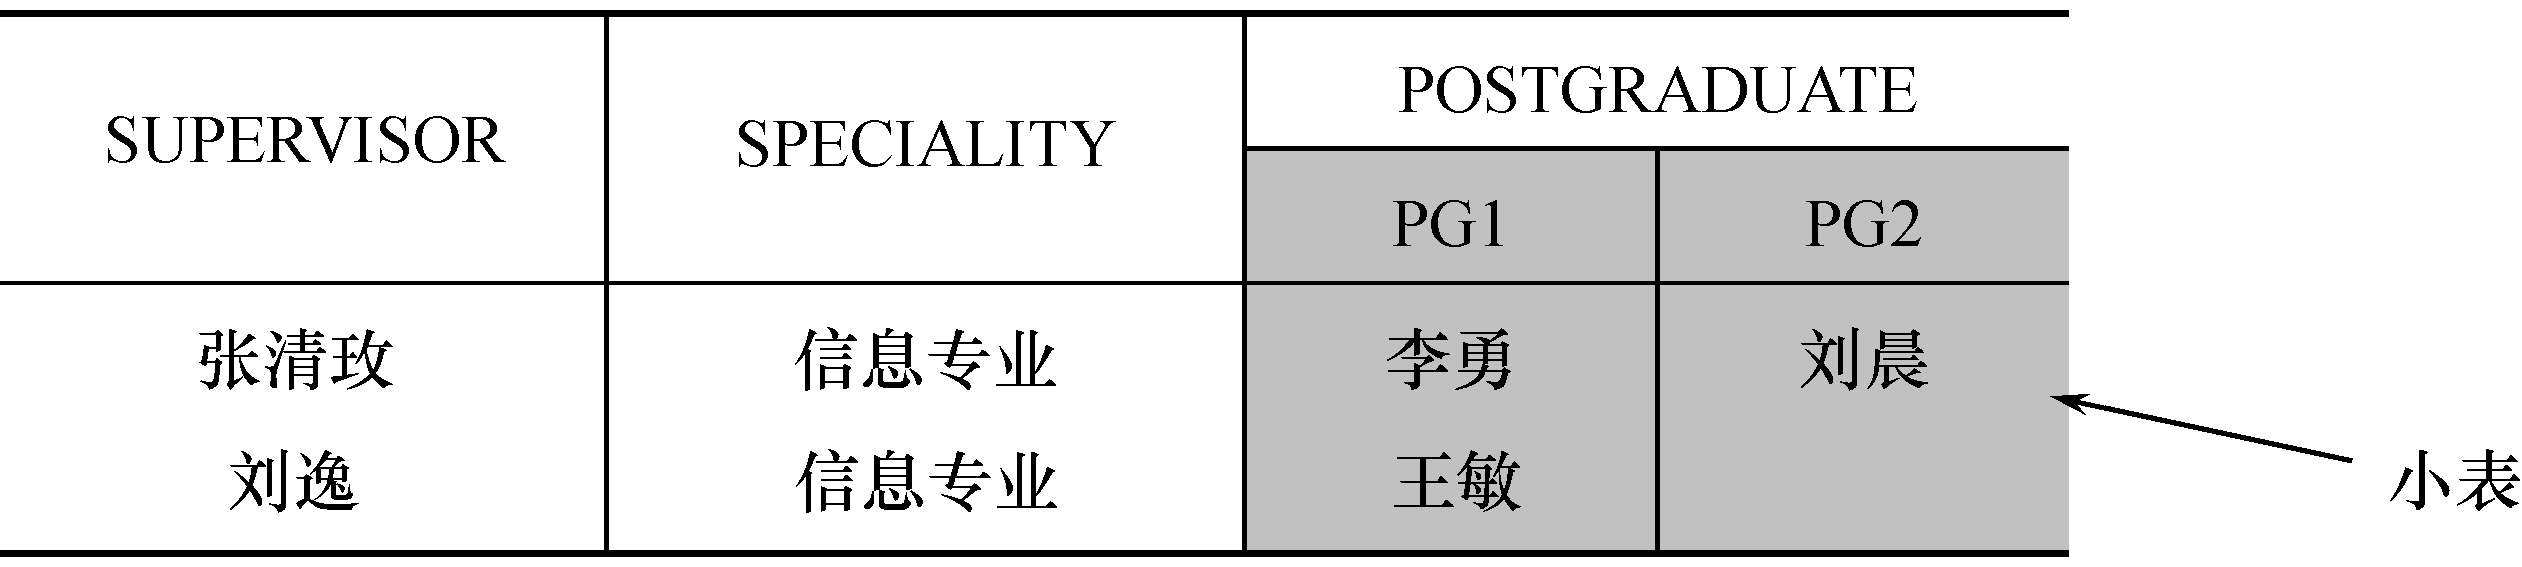 SUPERVISOR SPECIALITY POSTGRADUATE
PG1 PG2
张清玫 信息专业 李勇 刘晨
刘逸 信息专业 王敏
小表